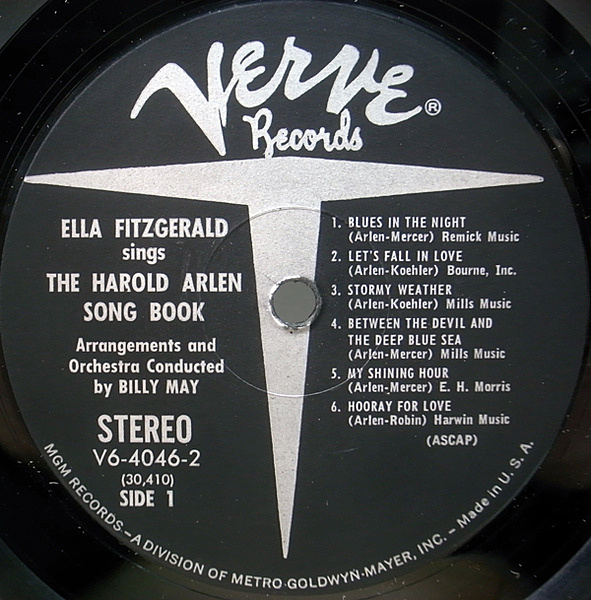 Verve®
Records
ELLA FITZGERALD
sings
THE HAROLD ARLEN
SONG BOOK
Arrangements and
Orchestra Conducted
by BILLY MAY
STEREO
V6-4046-2
(30,410)
SIDE 1
1. BLUES IN THE NIGHT
(Arlen-Mercer) Remick Music
2. LET'S FALL IN LOVE
(Arlen-Koehler) Bourne, Inc.
3. STORMY WEATHER
(Arlen-Koehler) Mills Music
4. BETWEEN THE DEVIL AND
THE DEEP BLUE SEA
(Arlen-Mercer) Mills Music
5. MY SHINING HOUR
(Arlen-Mercer) E. H. Morris
6. HOORAY FOR LOVE
(Arlen-Robin) Harwin Music
(ASCAP)
MGM RECORDS—A DIVISION OF METRO-GOLDWYN-MAYER, INC. — Made in U. S. A.